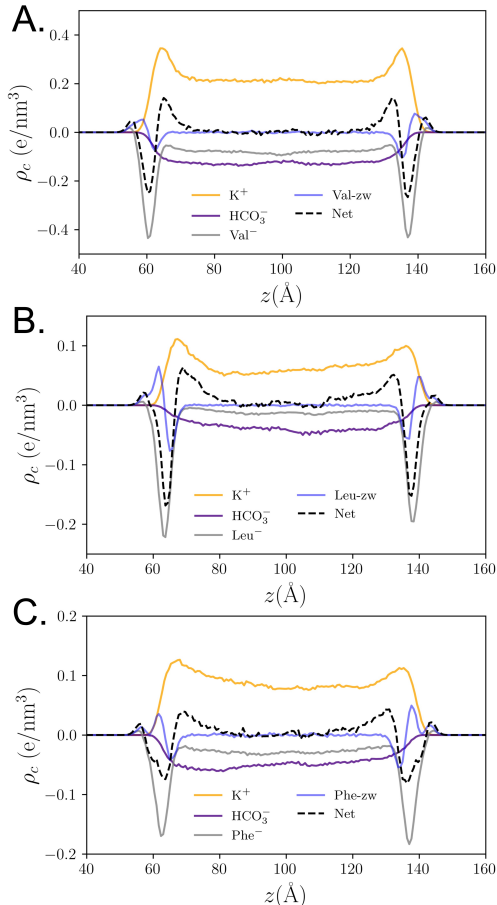 A.
0.4
0.2
0.0
−0.2
−0.4
ρc (e/nm³)
K⁺
HCO₃⁻
Val⁻
Val-zw
Net
40 60 80 100 120 140 160
z(Å)
B.
0.1
0.0
−0.1
−0.2
ρc (e/nm³)
K⁺
HCO₃⁻
Leu⁻
Leu-zw
Net
40 60 80 100 120 140 160
z(Å)
C.
0.2
0.1
0.0
−0.1
−0.2
ρc (e/nm³)
K⁺
HCO₃⁻
Phe⁻
Phe-zw
Net
40 60 80 100 120 140 160
z(Å)